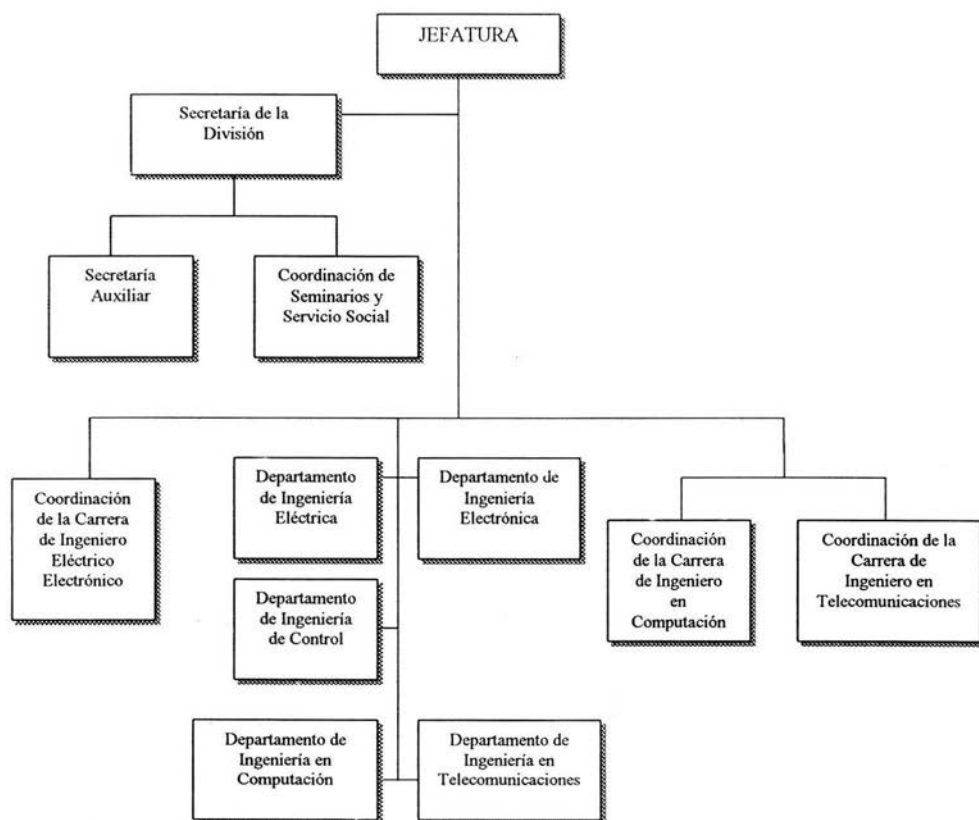 JEFATURA
Secretaría de la
División
Secretaría
Auxiliar
Coordinación de
Seminarios y
Servicio Social
Coordinación
de la Carrera
de Ingeniero
Eléctrico
Electrónico
Departamento
de Ingeniería
Eléctrica
Departamento de
Ingeniería
Electrónica
Departamento
de Ingeniería
de Control
Departamento de
Ingeniería en
Computación
Departamento de
Ingeniería en
Telecomunicaciones
Coordinación
de la Carrera
de Ingeniero
en
Computación
Coordinación de la
Carrera de
Ingeniero en
Telecomunicaciones